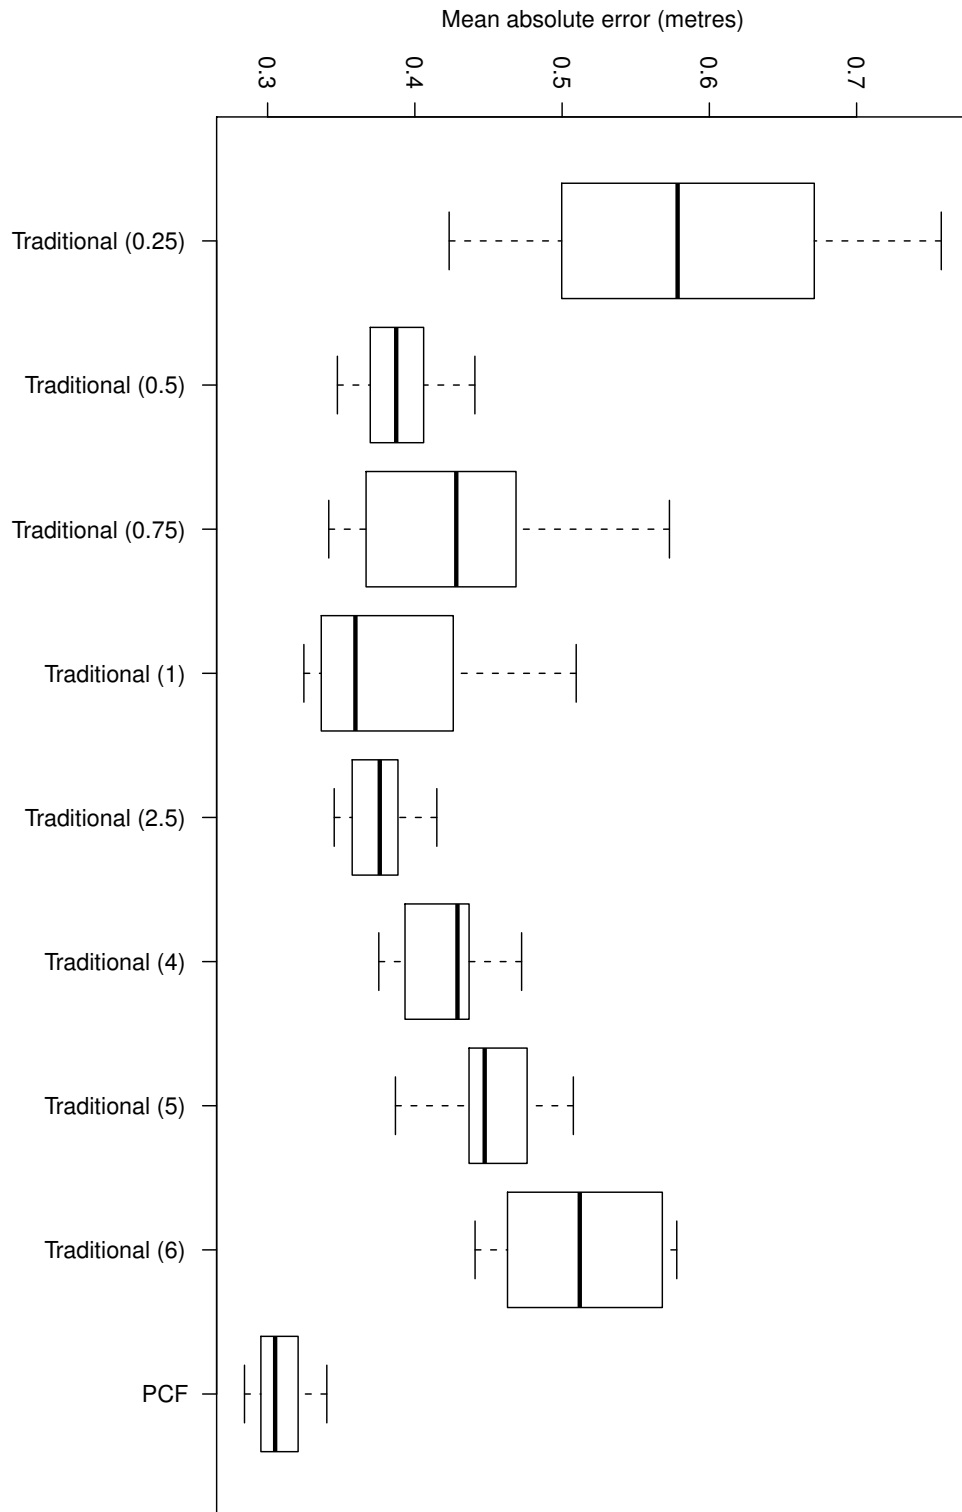 Mean absolute error (metres)
0.3 0.4 0.5 0.6 0.7
Traditional (0.25)
Traditional (0.5)
Traditional (0.75)
Traditional (1)
Traditional (2.5)
Traditional (4)
Traditional (5)
Traditional (6)
PCF